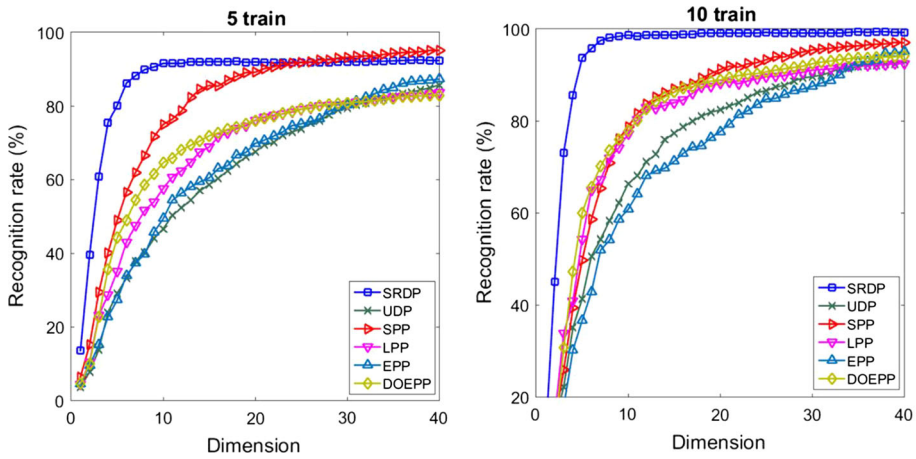 5 train
100
80
60
40
20
0
Recognition rate (%)
SRDP
UDP
SPP
LPP
EPP
DOEPP
0 10 20 30 40
Dimension
10 train
100
80
60
40
20
Recognition rate (%)
SRDP
UDP
SPP
LPP
EPP
DOEPP
0 10 20 30 40
Dimension